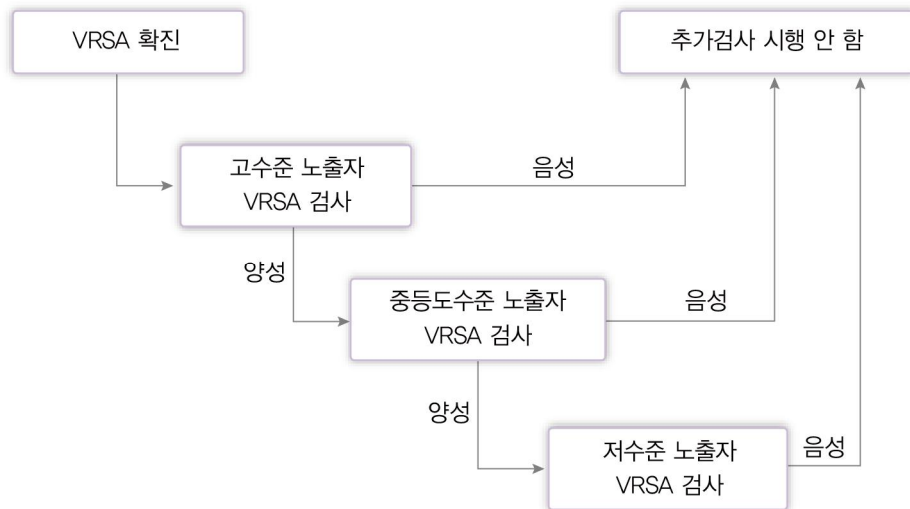 VRSA 확진
추가검사 시행 안 함
고수준 노출자
VRSA 검사
음성
양성
중등도수준 노출자
VRSA 검사
음성
양성
저수준 노출자
VRSA 검사
음성